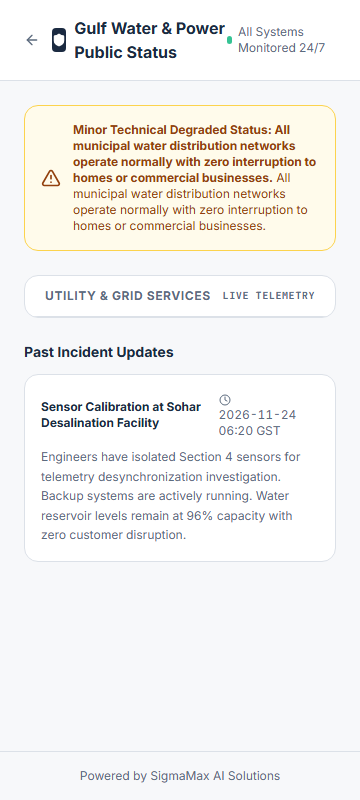 Gulf Water & Power
Public Status
All Systems
Monitored 24/7
Minor Technical Degraded Status: All
municipal water distribution networks
operate normally with zero interruption to
homes or commercial businesses. All
municipal water distribution networks
operate normally with zero interruption to
homes or commercial businesses.
UTILITY & GRID SERVICES
LIVE TELEMETRY
Past Incident Updates
Sensor Calibration at Sohar
Desalination Facility
2026-11-24
06:20 GST
Engineers have isolated Section 4 sensors for
telemetry desynchronization investigation.
Backup systems are actively running. Water
reservoir levels remain at 96% capacity with
zero customer disruption.
Powered by SigmaMax AI Solutions